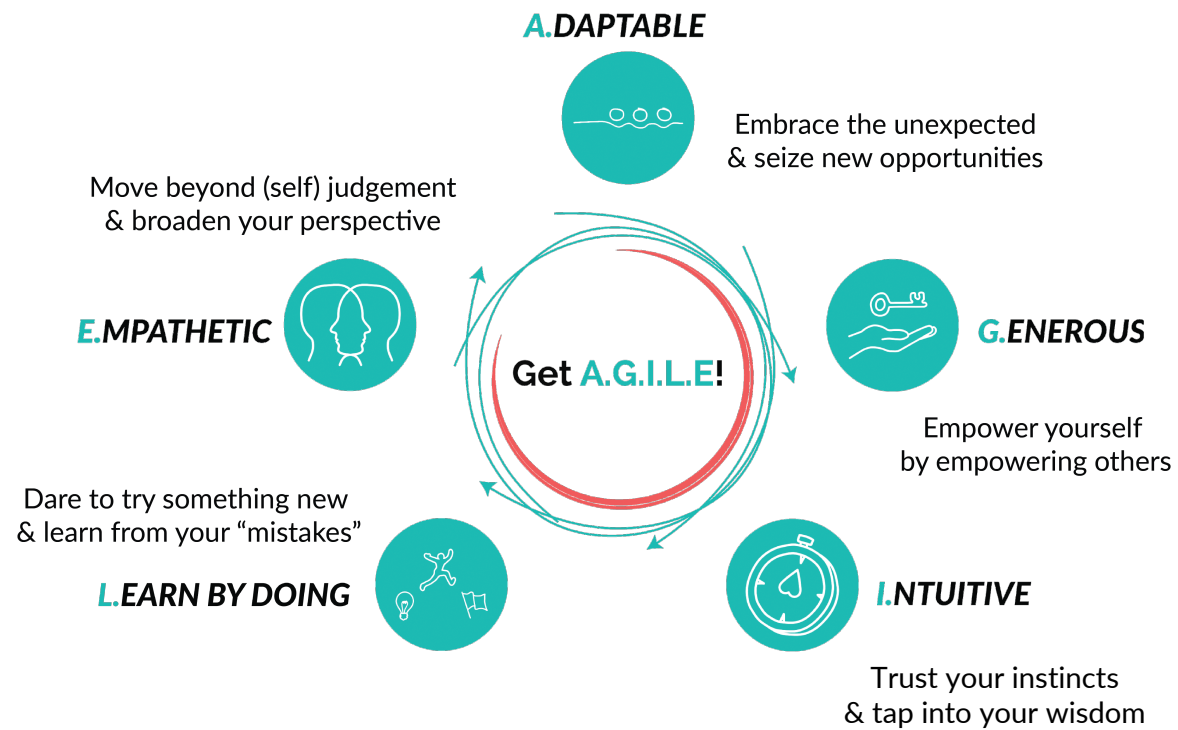 A.DAPTABLE
Embrace the unexpected
& seize new opportunities
Move beyond (self) judgement
& broaden your perspective
E.MPATHETIC
G.ENEROUS
Get A.G.I.L.E!
Empower yourself
by empowering others
Dare to try something new
& learn from your “mistakes”
L.EARN BY DOING
I.NTUITIVE
Trust your instincts
& tap into your wisdom